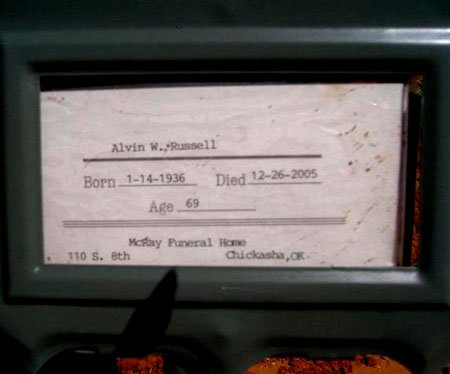 Alvin W. Russell
Born 1-14-1936 Died 12-26-2005
Age 69
McRay Funeral Home
110 S. 8th Chickasha, OK